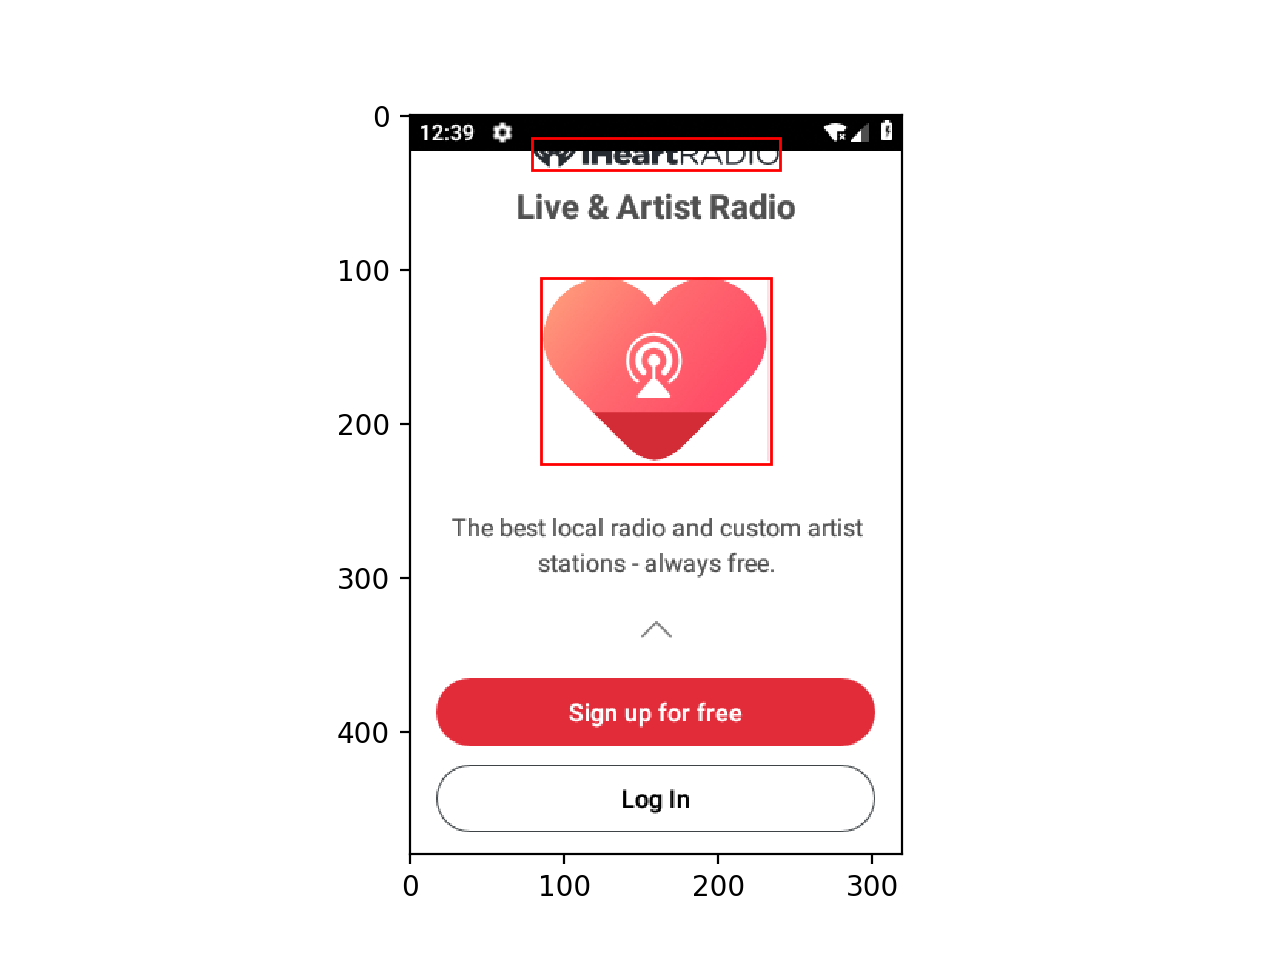 12:39
iHeartRADIO
Live & Artist Radio
The best local radio and custom artist
stations - always free.
Sign up for free
Log In
0
100
200
300
400
0
100
200
300